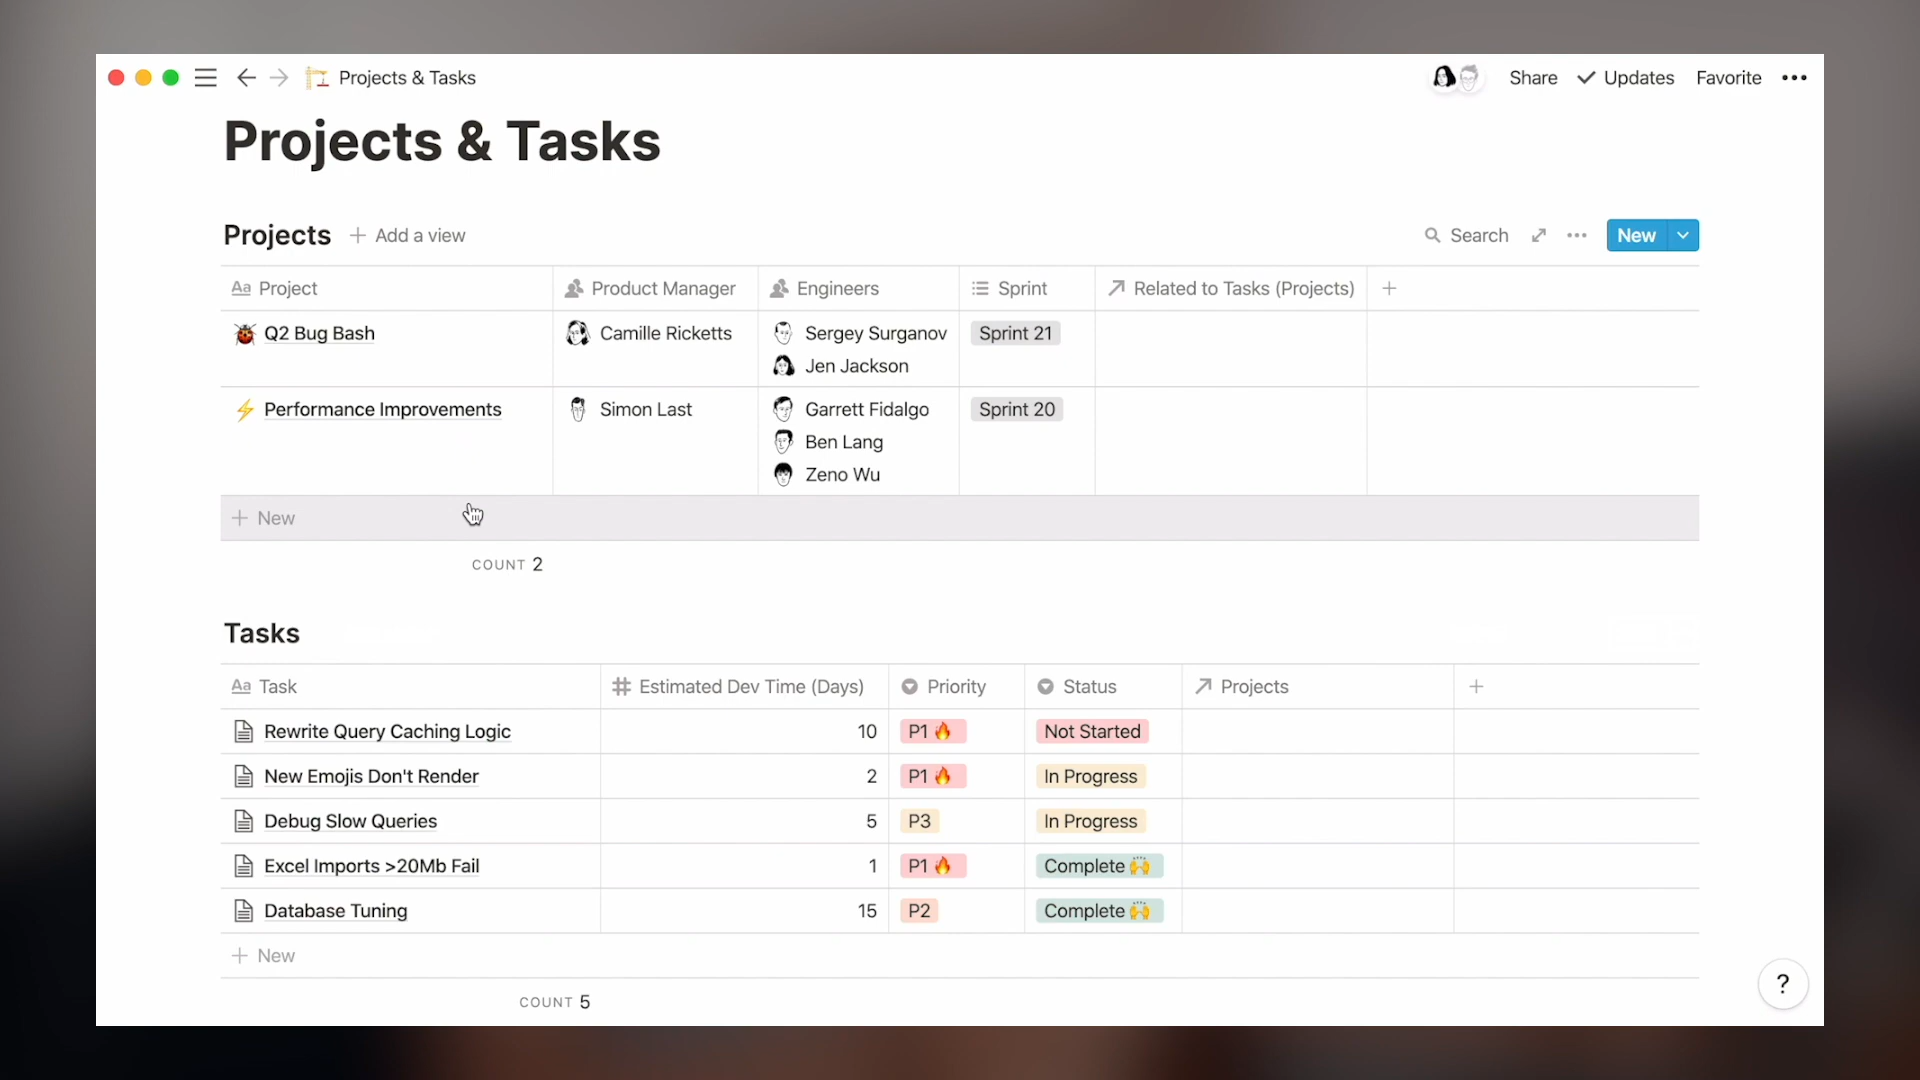 Projects & Tasks
Share Updates Favorite
Projects & Tasks
Projects Add a view Search New
Aa Project Product Manager Engineers Sprint Related to Tasks (Projects)
Q2 Bug Bash Camille Ricketts Sergey Surganov Sprint 21
Jen Jackson
Performance Improvements Simon Last Garrett Fidalgo Sprint 20
Ben Lang
Zeno Wu
+ New
COUNT 2
Tasks
Aa Task # Estimated Dev Time (Days) Priority Status Projects
Rewrite Query Caching Logic 10 P1 🔥 Not Started
New Emojis Don't Render 2 P1 🔥 In Progress
Debug Slow Queries 5 P3 In Progress
Excel Imports >20Mb Fail 1 P1 🔥 Complete 🙌
Database Tuning 15 P2 Complete 🙌
+ New
?
COUNT 5